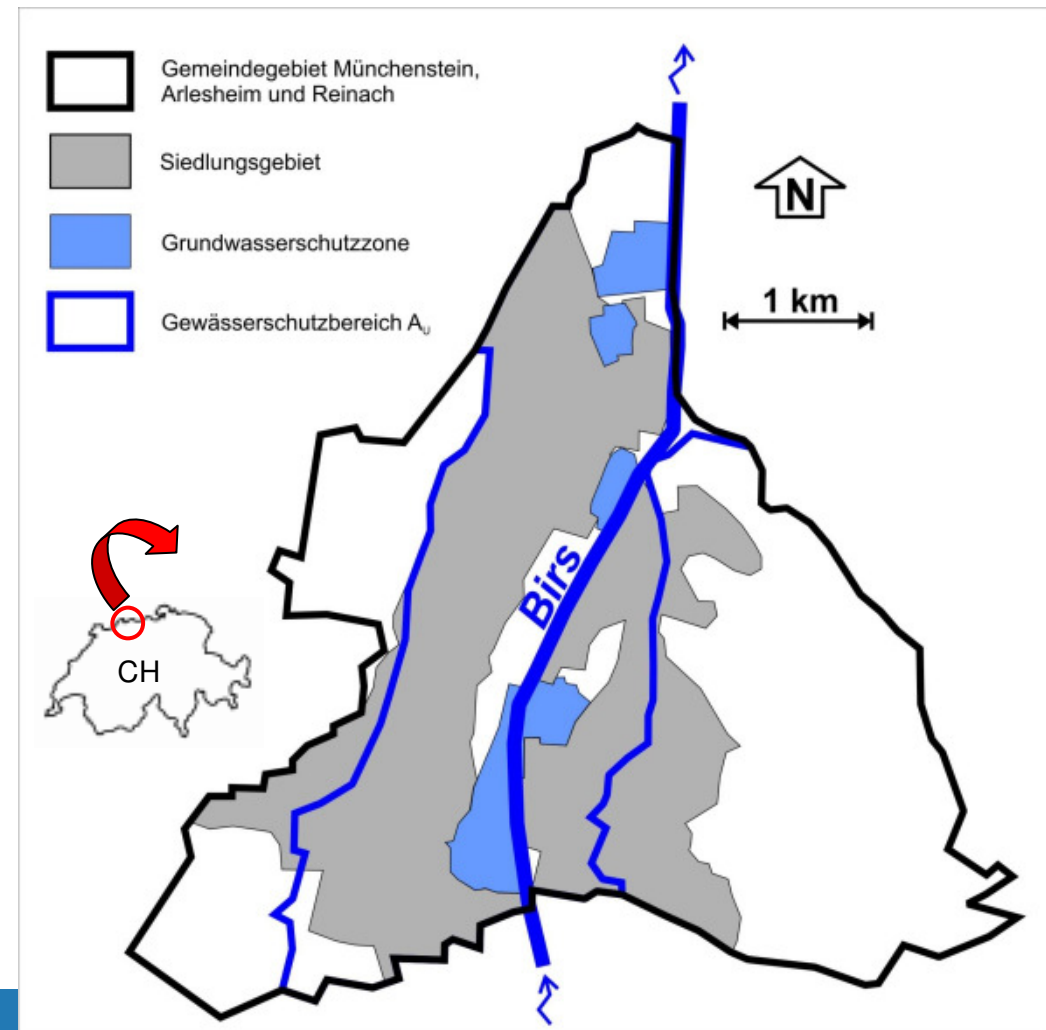 Gemeindegebiet Münchenstein,
Arlesheim und Reinach
Siedlungsgebiet
Grundwasserschutzzone
Gewässerschutzbereich Au
N
1 km
Birs
CH